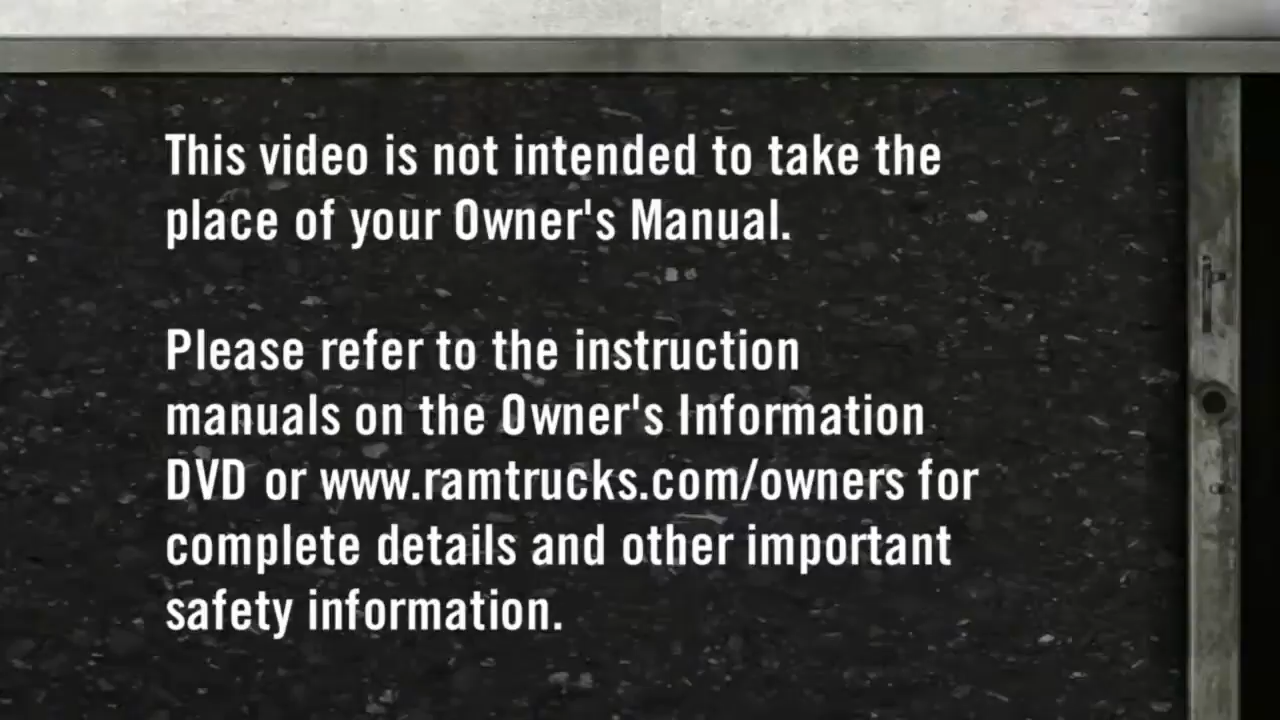 This video is not intended to take the
place of your Owner's Manual.
Please refer to the instruction
manuals on the Owner's Information
DVD or www.ramtrucks.com/owners for
complete details and other important
safety information.